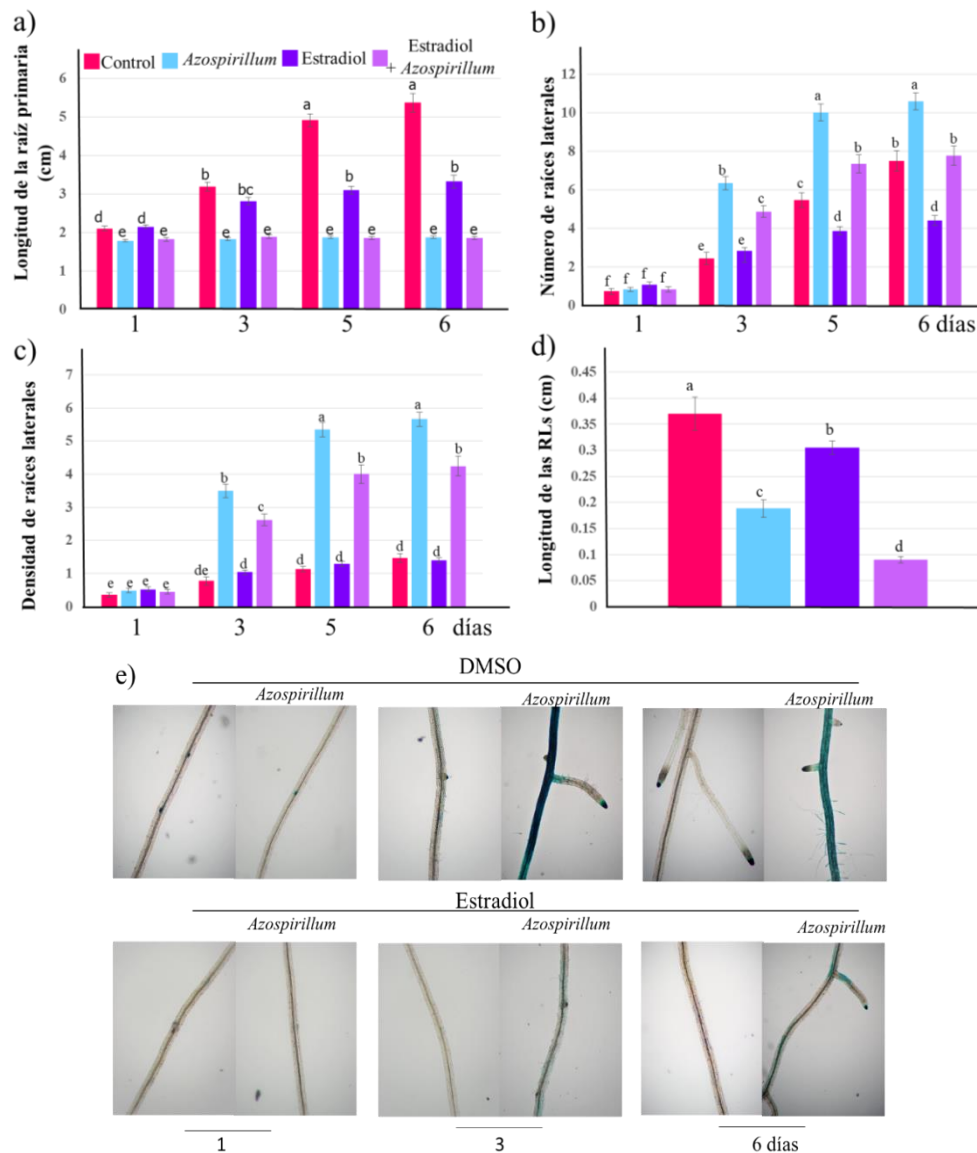 a)
Control Azospirillum Estradiol Estradiol + Azospirillum
Longitud de la raíz primaria (cm)
6
5
4
3
2
1
0
d e d e
b e bc e
a e b e
a e b e
1 3 5 6
b)
Número de raíces laterales
12
10
8
6
4
2
0
f f f f
e b e c
c a d b
b a d b
1 3 5 6 días
c)
Densidad de raíces laterales
7
6
5
4
3
2
1
0
e e e e
de b d c
d a d b
d a d b
1 3 5 6 días
d)
Longitud de las RLs (cm)
0.45
0.4
0.35
0.3
0.25
0.2
0.15
0.1
0.05
0
a c b d
e)
DMSO
Azospirillum Azospirillum Azospirillum
Estradiol
Azospirillum Azospirillum Azospirillum
1 3 6 días